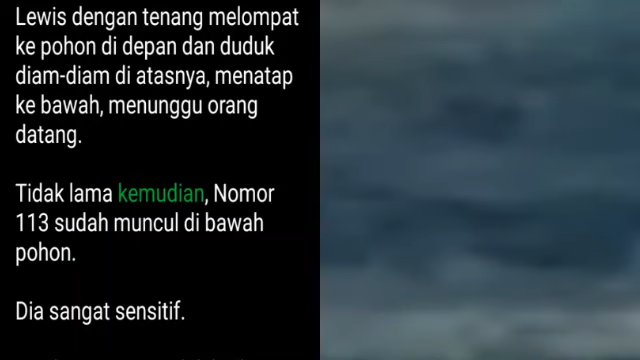 Lewis dengan tenang melompat
ke pohon di depan dan duduk
diam-diam di atasnya, menatap
ke bawah, menunggu orang
datang.
Tidak lama kemudian, Nomor
113 sudah muncul di bawah
pohon.
Dia sangat sensitif.